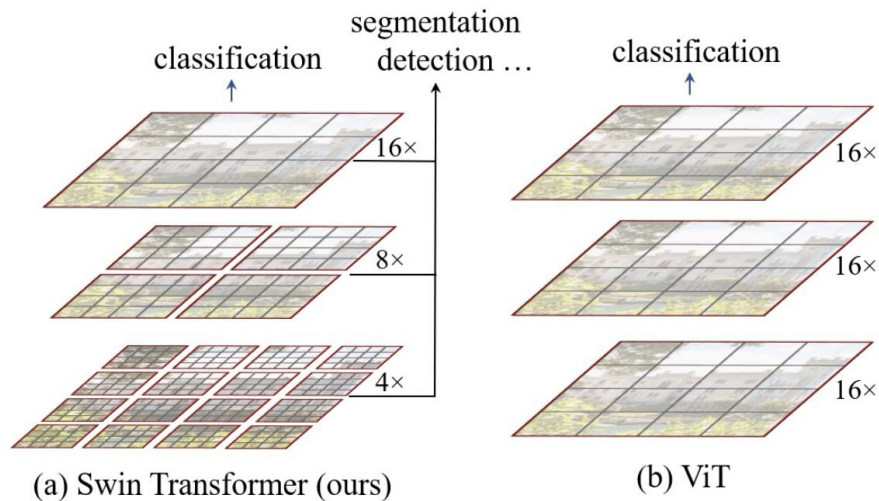 segmentation
detection …
classification
16×
8×
4×
(a) Swin Transformer (ours)
classification
16×
16×
16×
(b) ViT